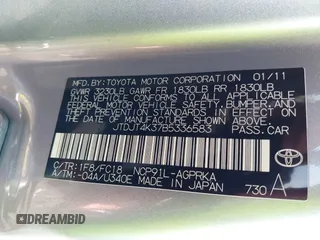 MFD. BY: TOYOTA MOTOR CORPORATION 01/11
GVWR 3230LB GAWR FR 1830LB RR 1830LB
THIS VEHICLE CONFORMS TO ALL APPLICABLE
FEDERAL MOTOR VEHICLE SAFETY, BUMPER, AND
THEFT PREVENTION STANDARDS IN EFFECT ON
THE DATE OF MANUFACTURE SHOWN ABOVE.
JTDJT4K37B5336583 PASS.CAR
C/TR:1F8/FC18 NCP91L-AGPRKA
A/TM:-04A/U340E MADE IN JAPAN
TOYOTA
730 A
© DREAMBID